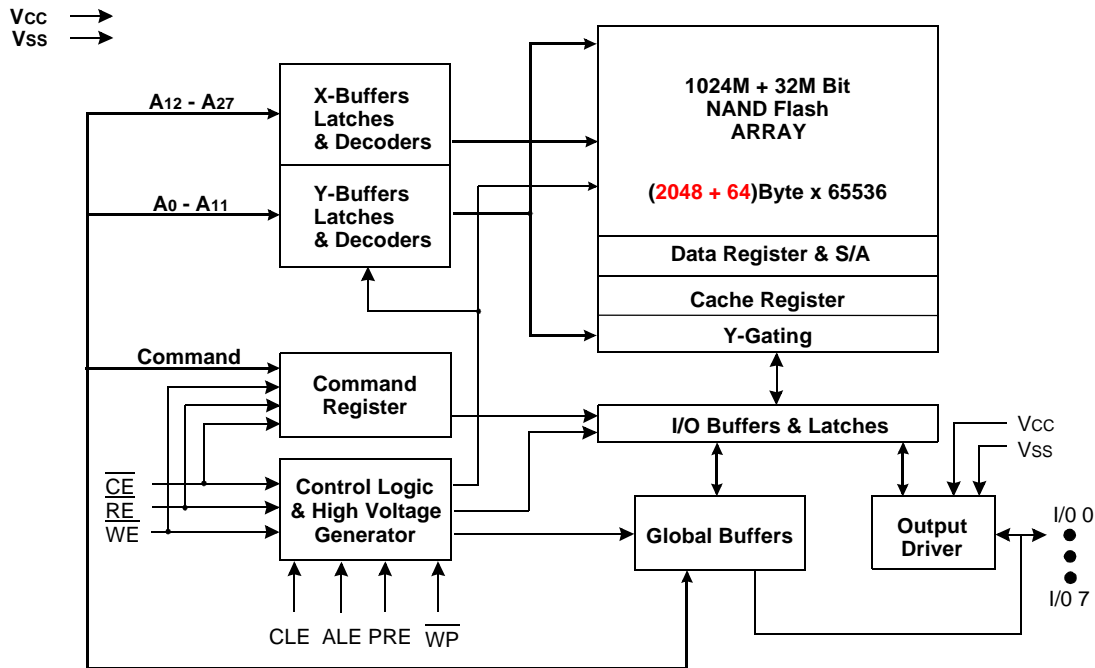 VCC
VSS
A12 - A27
X-Buffers
Latches
& Decoders
A0 - A11
Y-Buffers
Latches
& Decoders
1024M + 32M Bit
NAND Flash
ARRAY
(2048 + 64)Byte x 65536
Data Register & S/A
Cache Register
Y-Gating
Command
Command
Register
I/O Buffers & Latches
VCC
VSS
CE
RE
WE
Control Logic
& High Voltage
Generator
Global Buffers
Output
Driver
I/0 0
I/0 7
CLE
ALE
PRE
WP